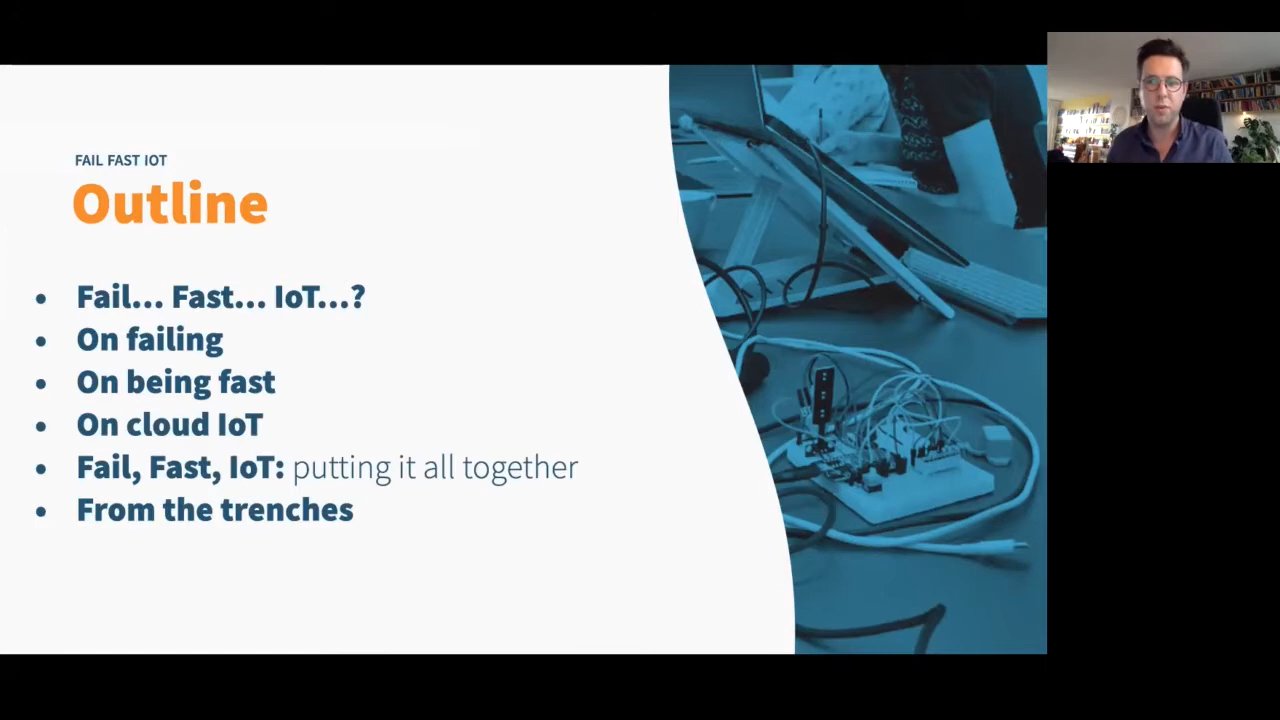 FAIL FAST IOT
Outline
• Fail... Fast... IoT...?
• On failing
• On being fast
• On cloud IoT
• Fail, Fast, IoT: putting it all together
• From the trenches